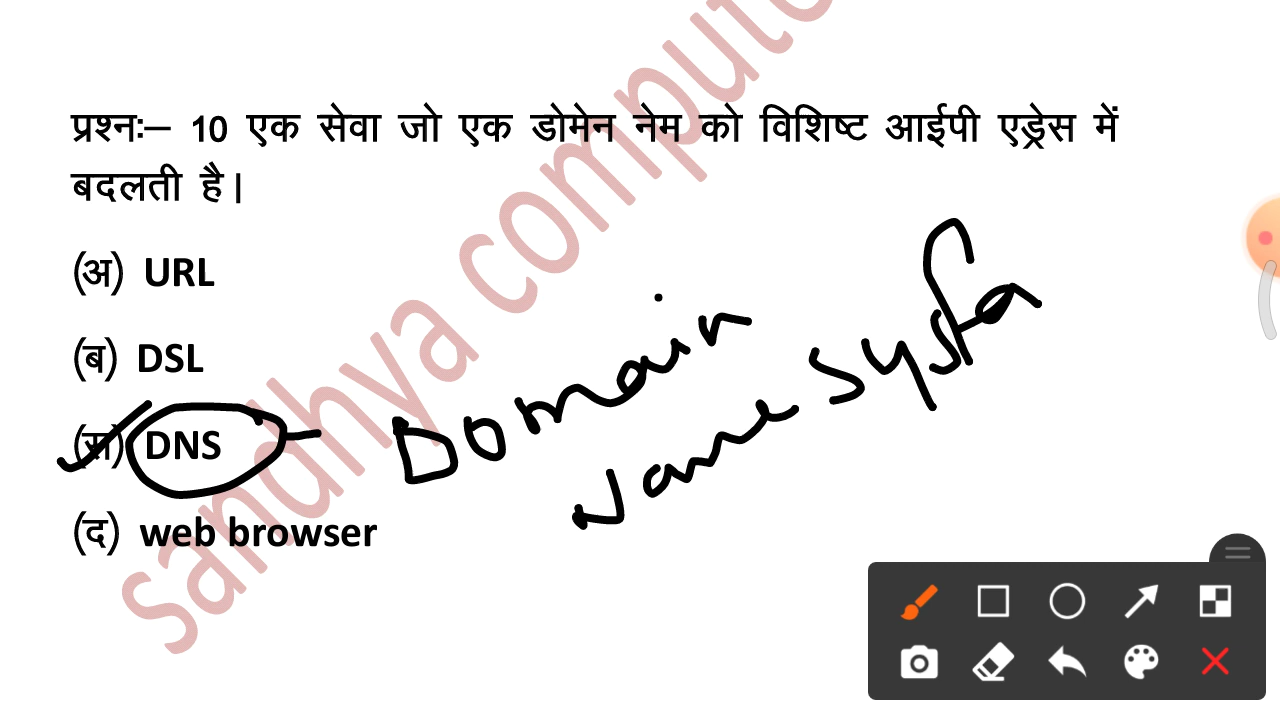 प्रश्नः– 10 एक सेवा जो एक डोमेन नेम को विशिष्ट आईपी एड्रेस में
बदलती है।
(अ) URL
(ब) DSL
(स) DNS – Domain
Name
(द) web browser
sandhya compute